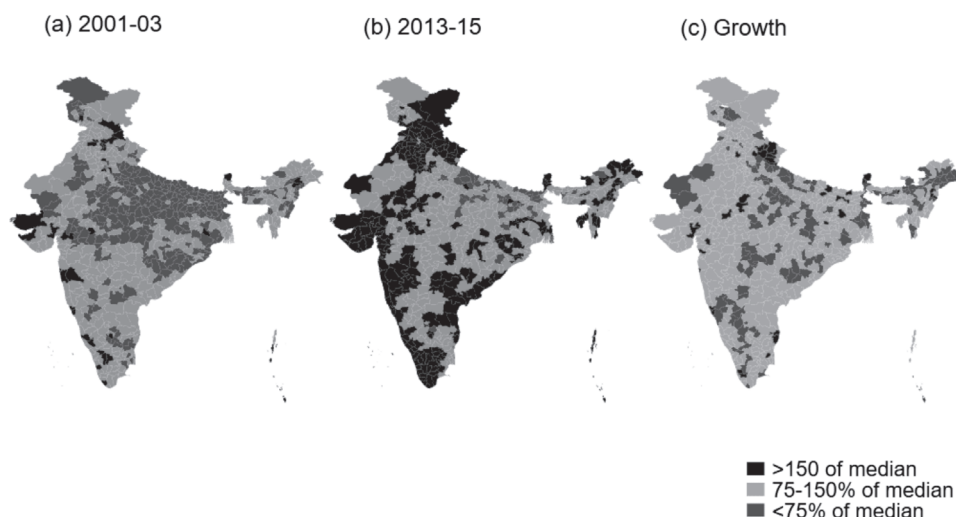 (a) 2001-03
(b) 2013-15
(c) Growth
>150 of median
75-150% of median
<75% of median